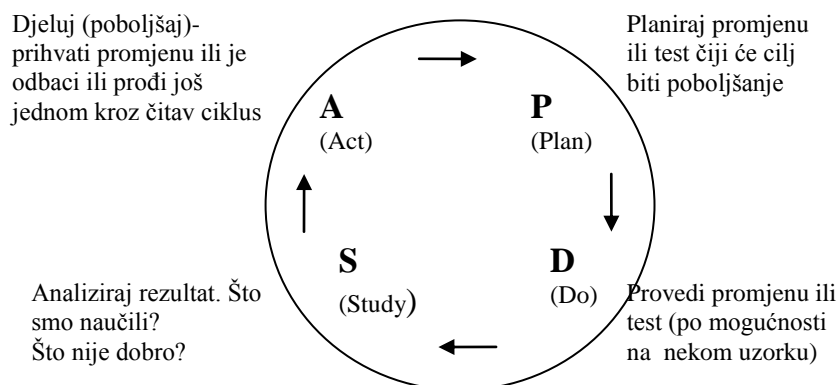 Djeluj (poboljšaj)-
prihvati promjenu ili je
odbaci ili prođi još
jednom kroz čitav ciklus
Planiraj promjenu
ili test čiji će cilj
biti poboljšanje
A
(Act)
P
(Plan)
S
(Study)
D
(Do)
Analiziraj rezultat. Što
smo naučili?
Što nije dobro?
Provedi promjenu ili
test (po mogućnosti
na nekom uzorku)